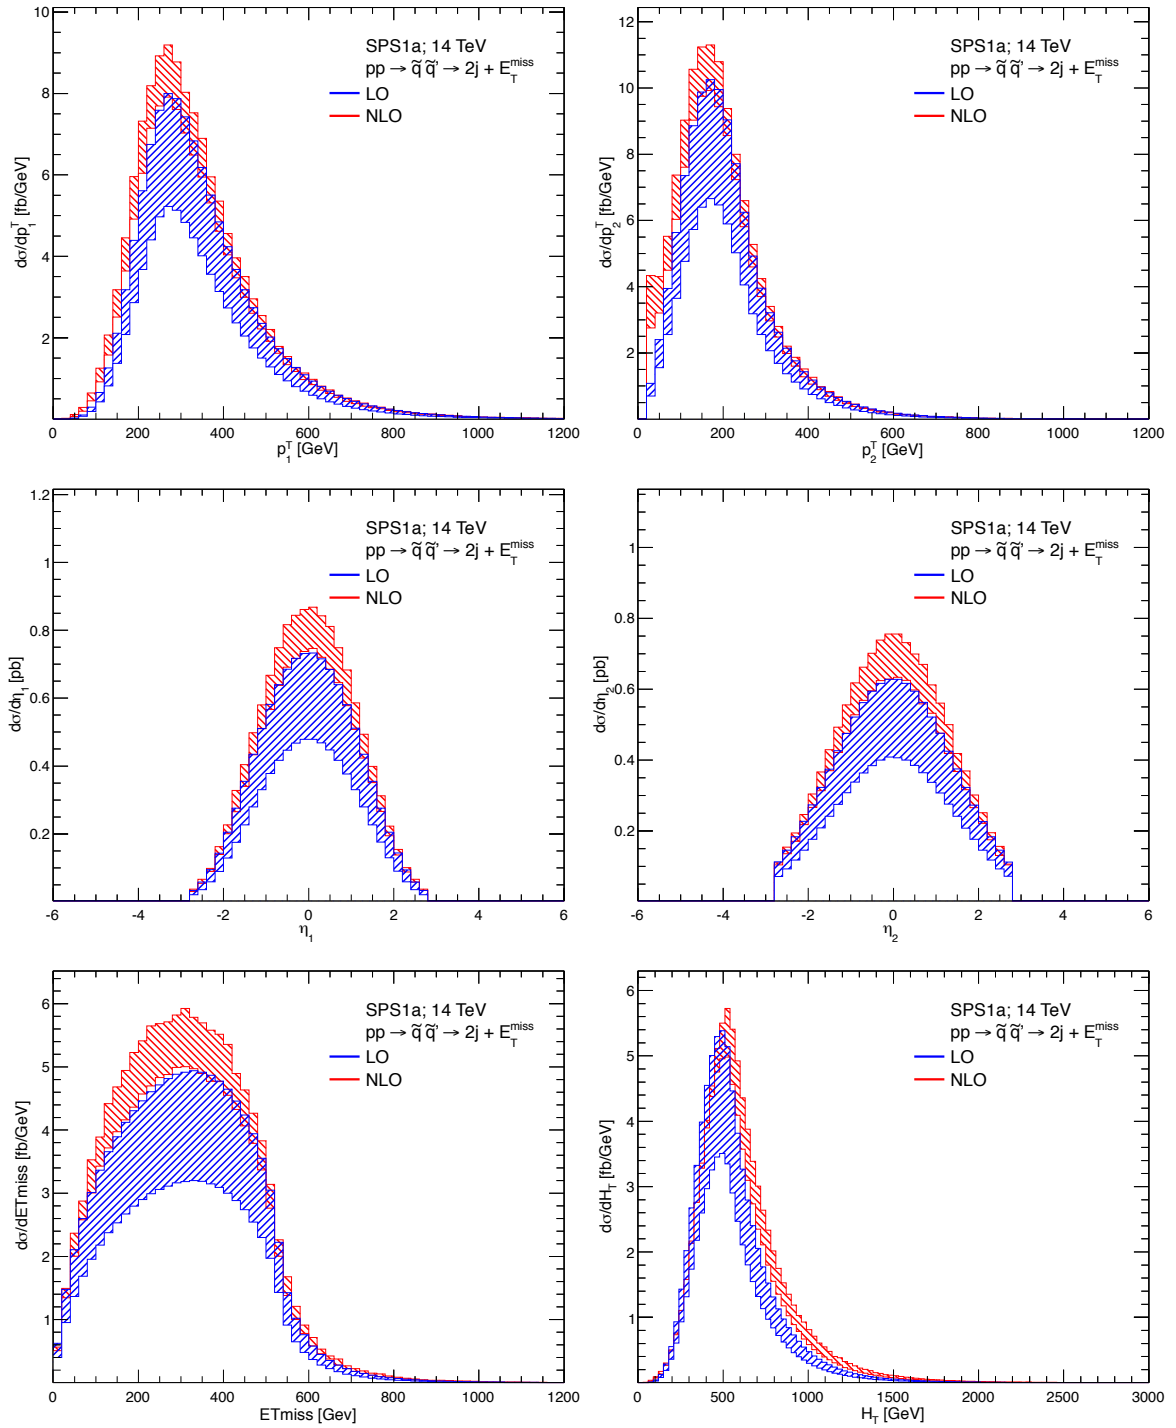 10
8
6
4
2
dσ/dp₁ᵀ [fb/GeV]
SPS1a; 14 TeV
pp → q̃ q̃' → 2j + E_T^miss
LO
NLO
0 200 400 600 800 1000 1200
p₁ᵀ [GeV]
12
10
8
6
4
2
dσ/dp₂ᵀ [fb/GeV]
SPS1a; 14 TeV
pp → q̃ q̃' → 2j + E_T^miss
LO
NLO
0 200 400 600 800 1000 1200
p₂ᵀ [GeV]
1.2
1
0.8
0.6
0.4
0.2
dσ/dη₁ [pb]
SPS1a; 14 TeV
pp → q̃ q̃' → 2j + E_T^miss
LO
NLO
-6 -4 -2 0 2 4 6
η₁
1
0.8
0.6
0.4
0.2
dσ/dη₂ [pb]
SPS1a; 14 TeV
pp → q̃ q̃' → 2j + E_T^miss
LO
NLO
-6 -4 -2 0 2 4 6
η₂
6
5
4
3
2
1
dσ/dETmiss [fb/GeV]
SPS1a; 14 TeV
pp → q̃ q̃' → 2j + E_T^miss
LO
NLO
0 200 400 600 800 1000 1200
ETmiss [Gev]
6
5
4
3
2
1
dσ/dH_T [fb/GeV]
SPS1a; 14 TeV
pp → q̃ q̃' → 2j + E_T^miss
LO
NLO
0 500 1000 1500 2000 2500 3000
H_T [GeV]